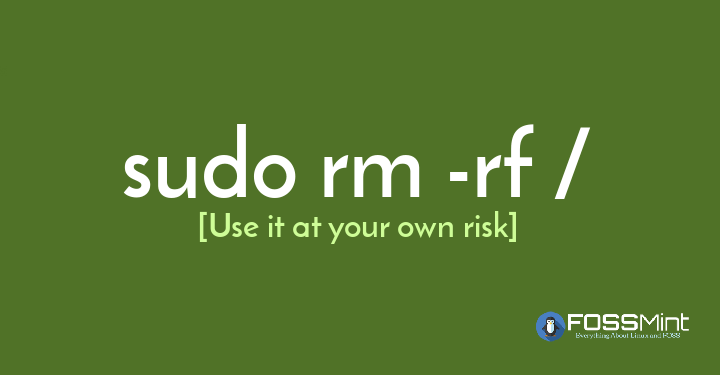 sudo rm -rf /
[Use it at your own risk]
FOSSMint
Everything About Linux and FOSS